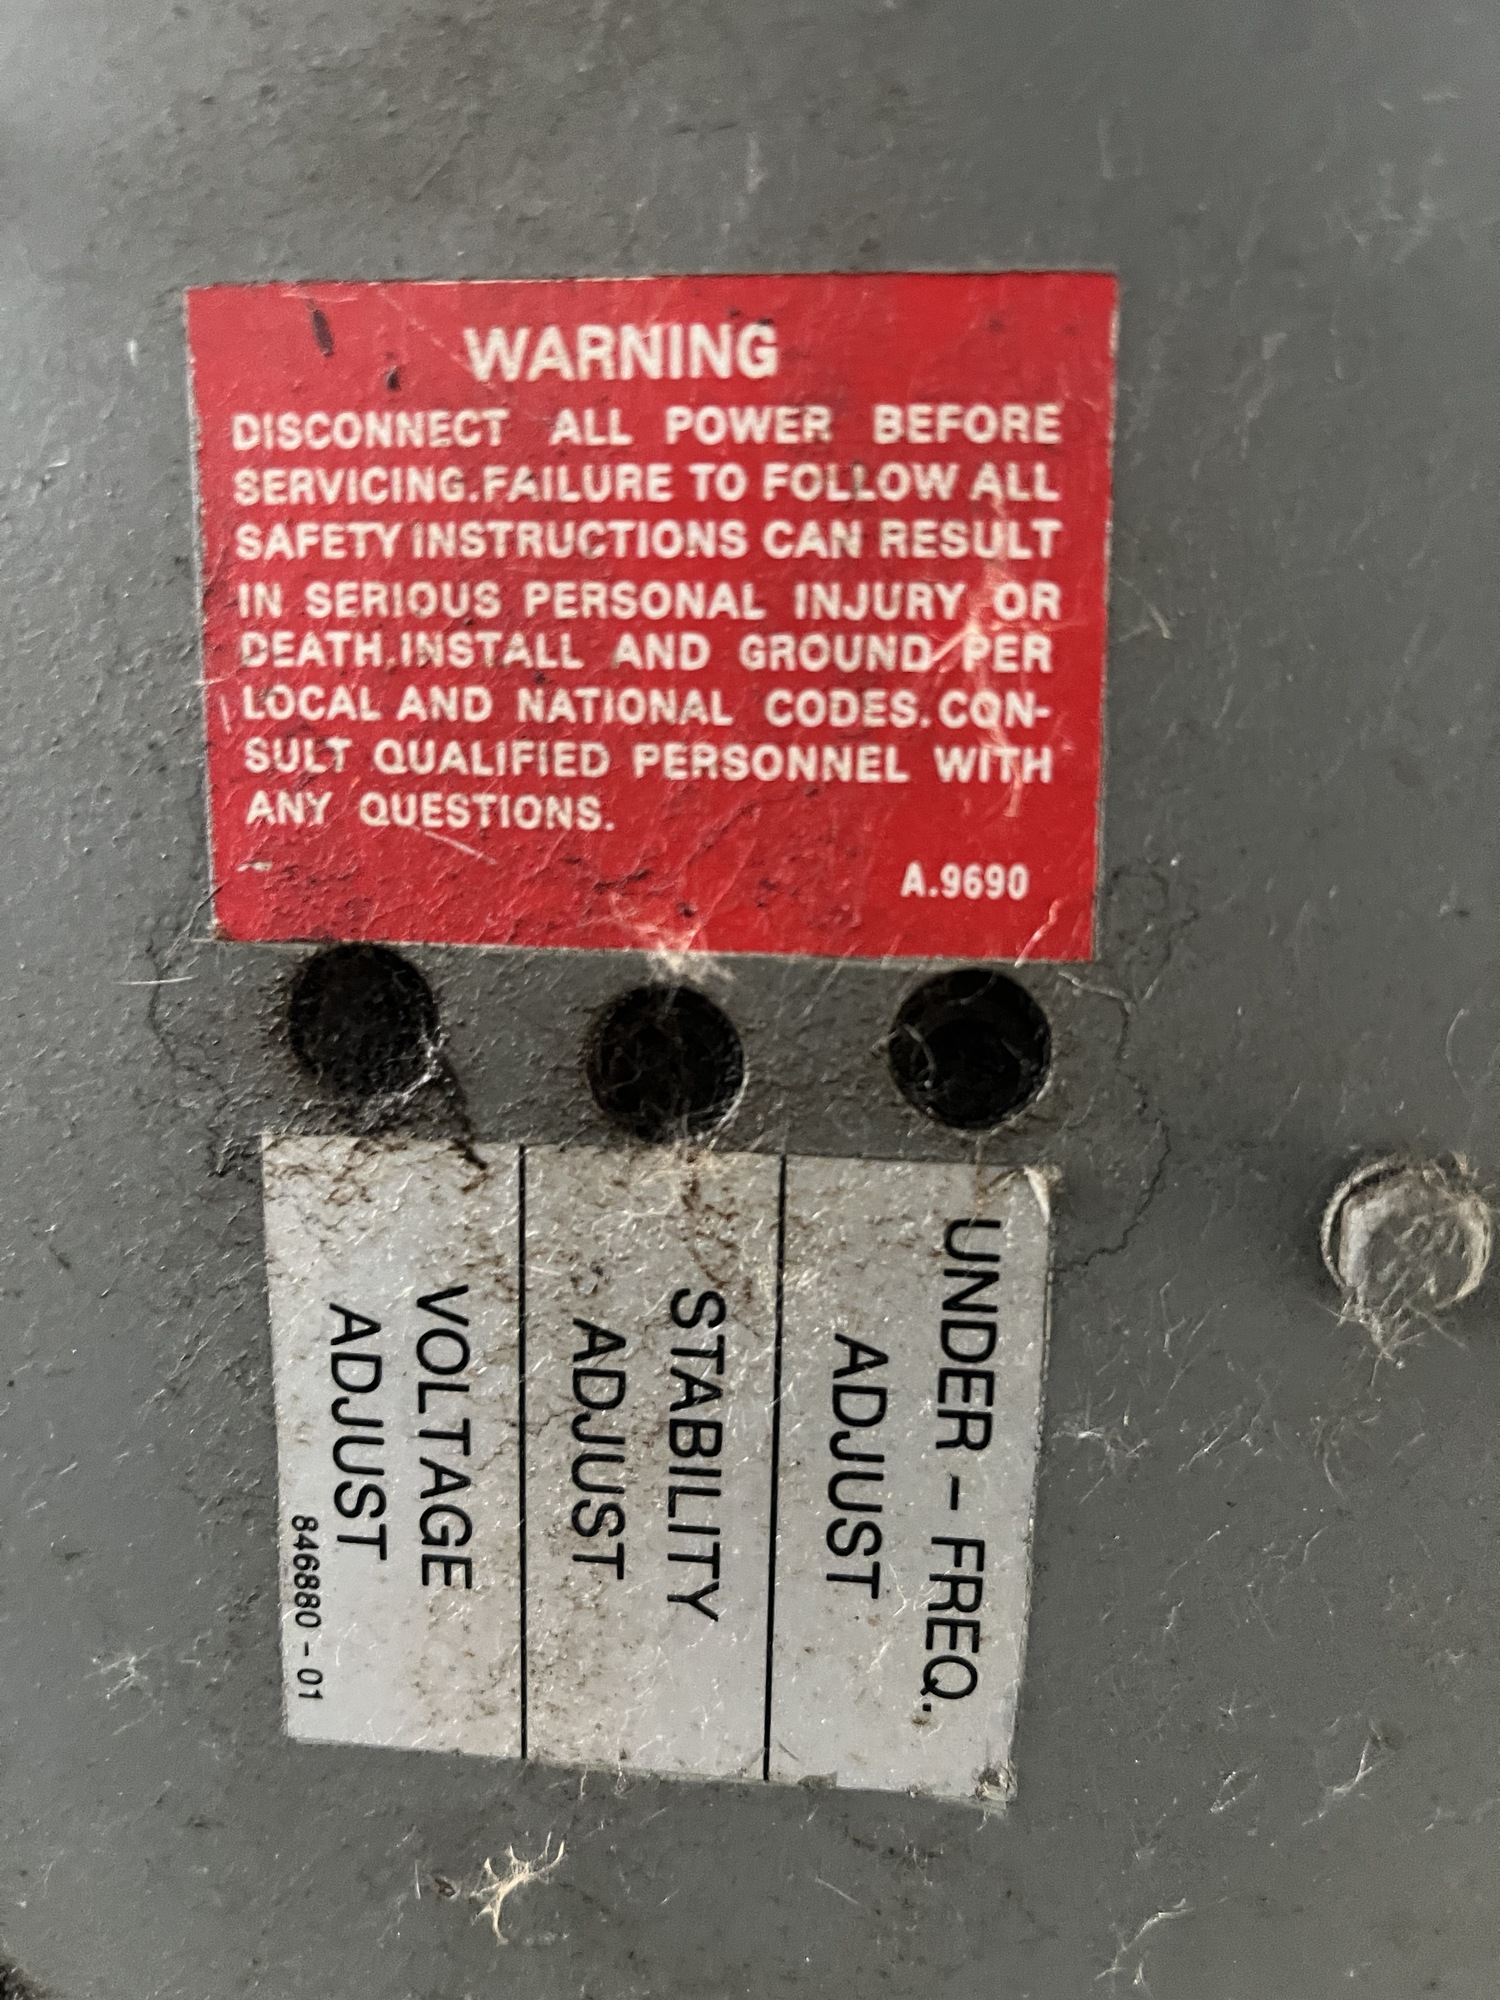 WARNING
DISCONNECT ALL POWER BEFORE
SERVICING.FAILURE TO FOLLOW ALL
SAFETY INSTRUCTIONS CAN RESULT
IN SERIOUS PERSONAL INJURY OR
DEATH.INSTALL AND GROUND PER
LOCAL AND NATIONAL CODES.CON-
SULT QUALIFIED PERSONNEL WITH
ANY QUESTIONS.
A.9690
UNDER - FREQ.
ADJUST
STABILITY
ADJUST
VOLTAGE
ADJUST
846880 - 01